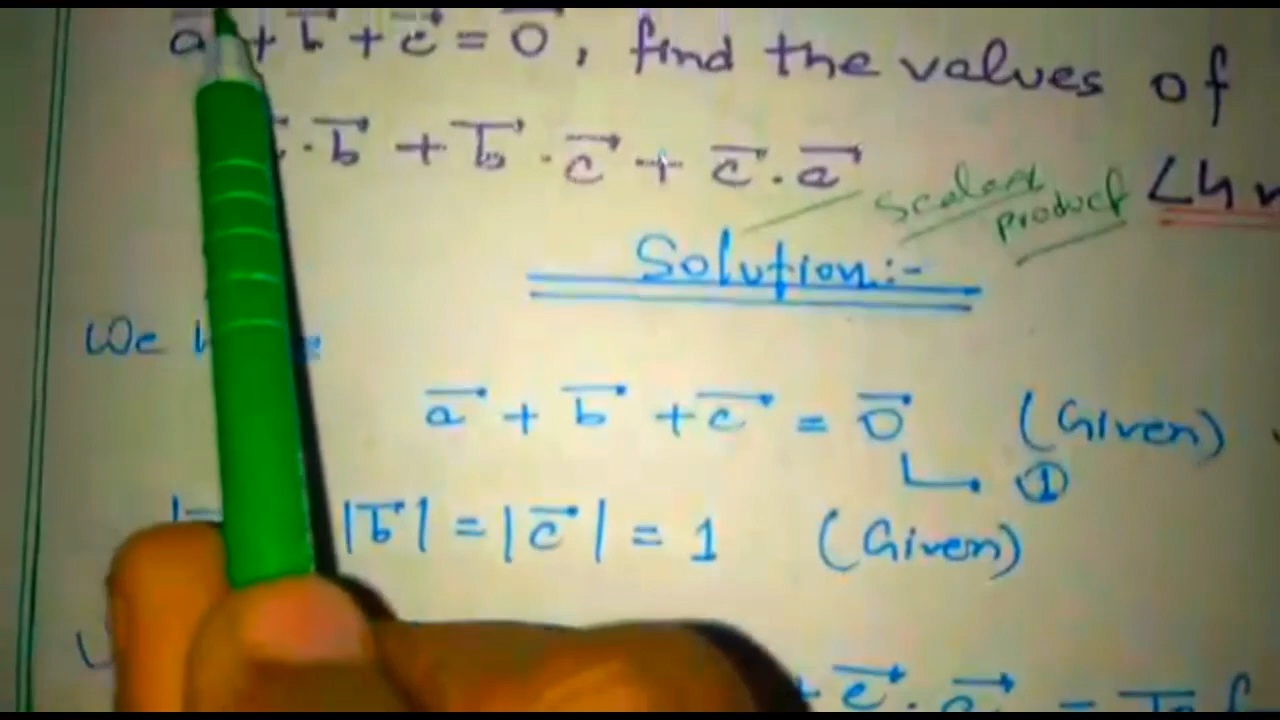 a⃗ + b⃗ + c⃗ = 0⃗, find the values of
. b⃗ + b⃗ . c⃗ + c⃗ . a⃗
scalar product
Solution:-
We
a⃗ + b⃗ + c⃗ = 0⃗ (Given)
①
|b⃗| = |c⃗| = 1 (Given)
c⃗ . a⃗ =